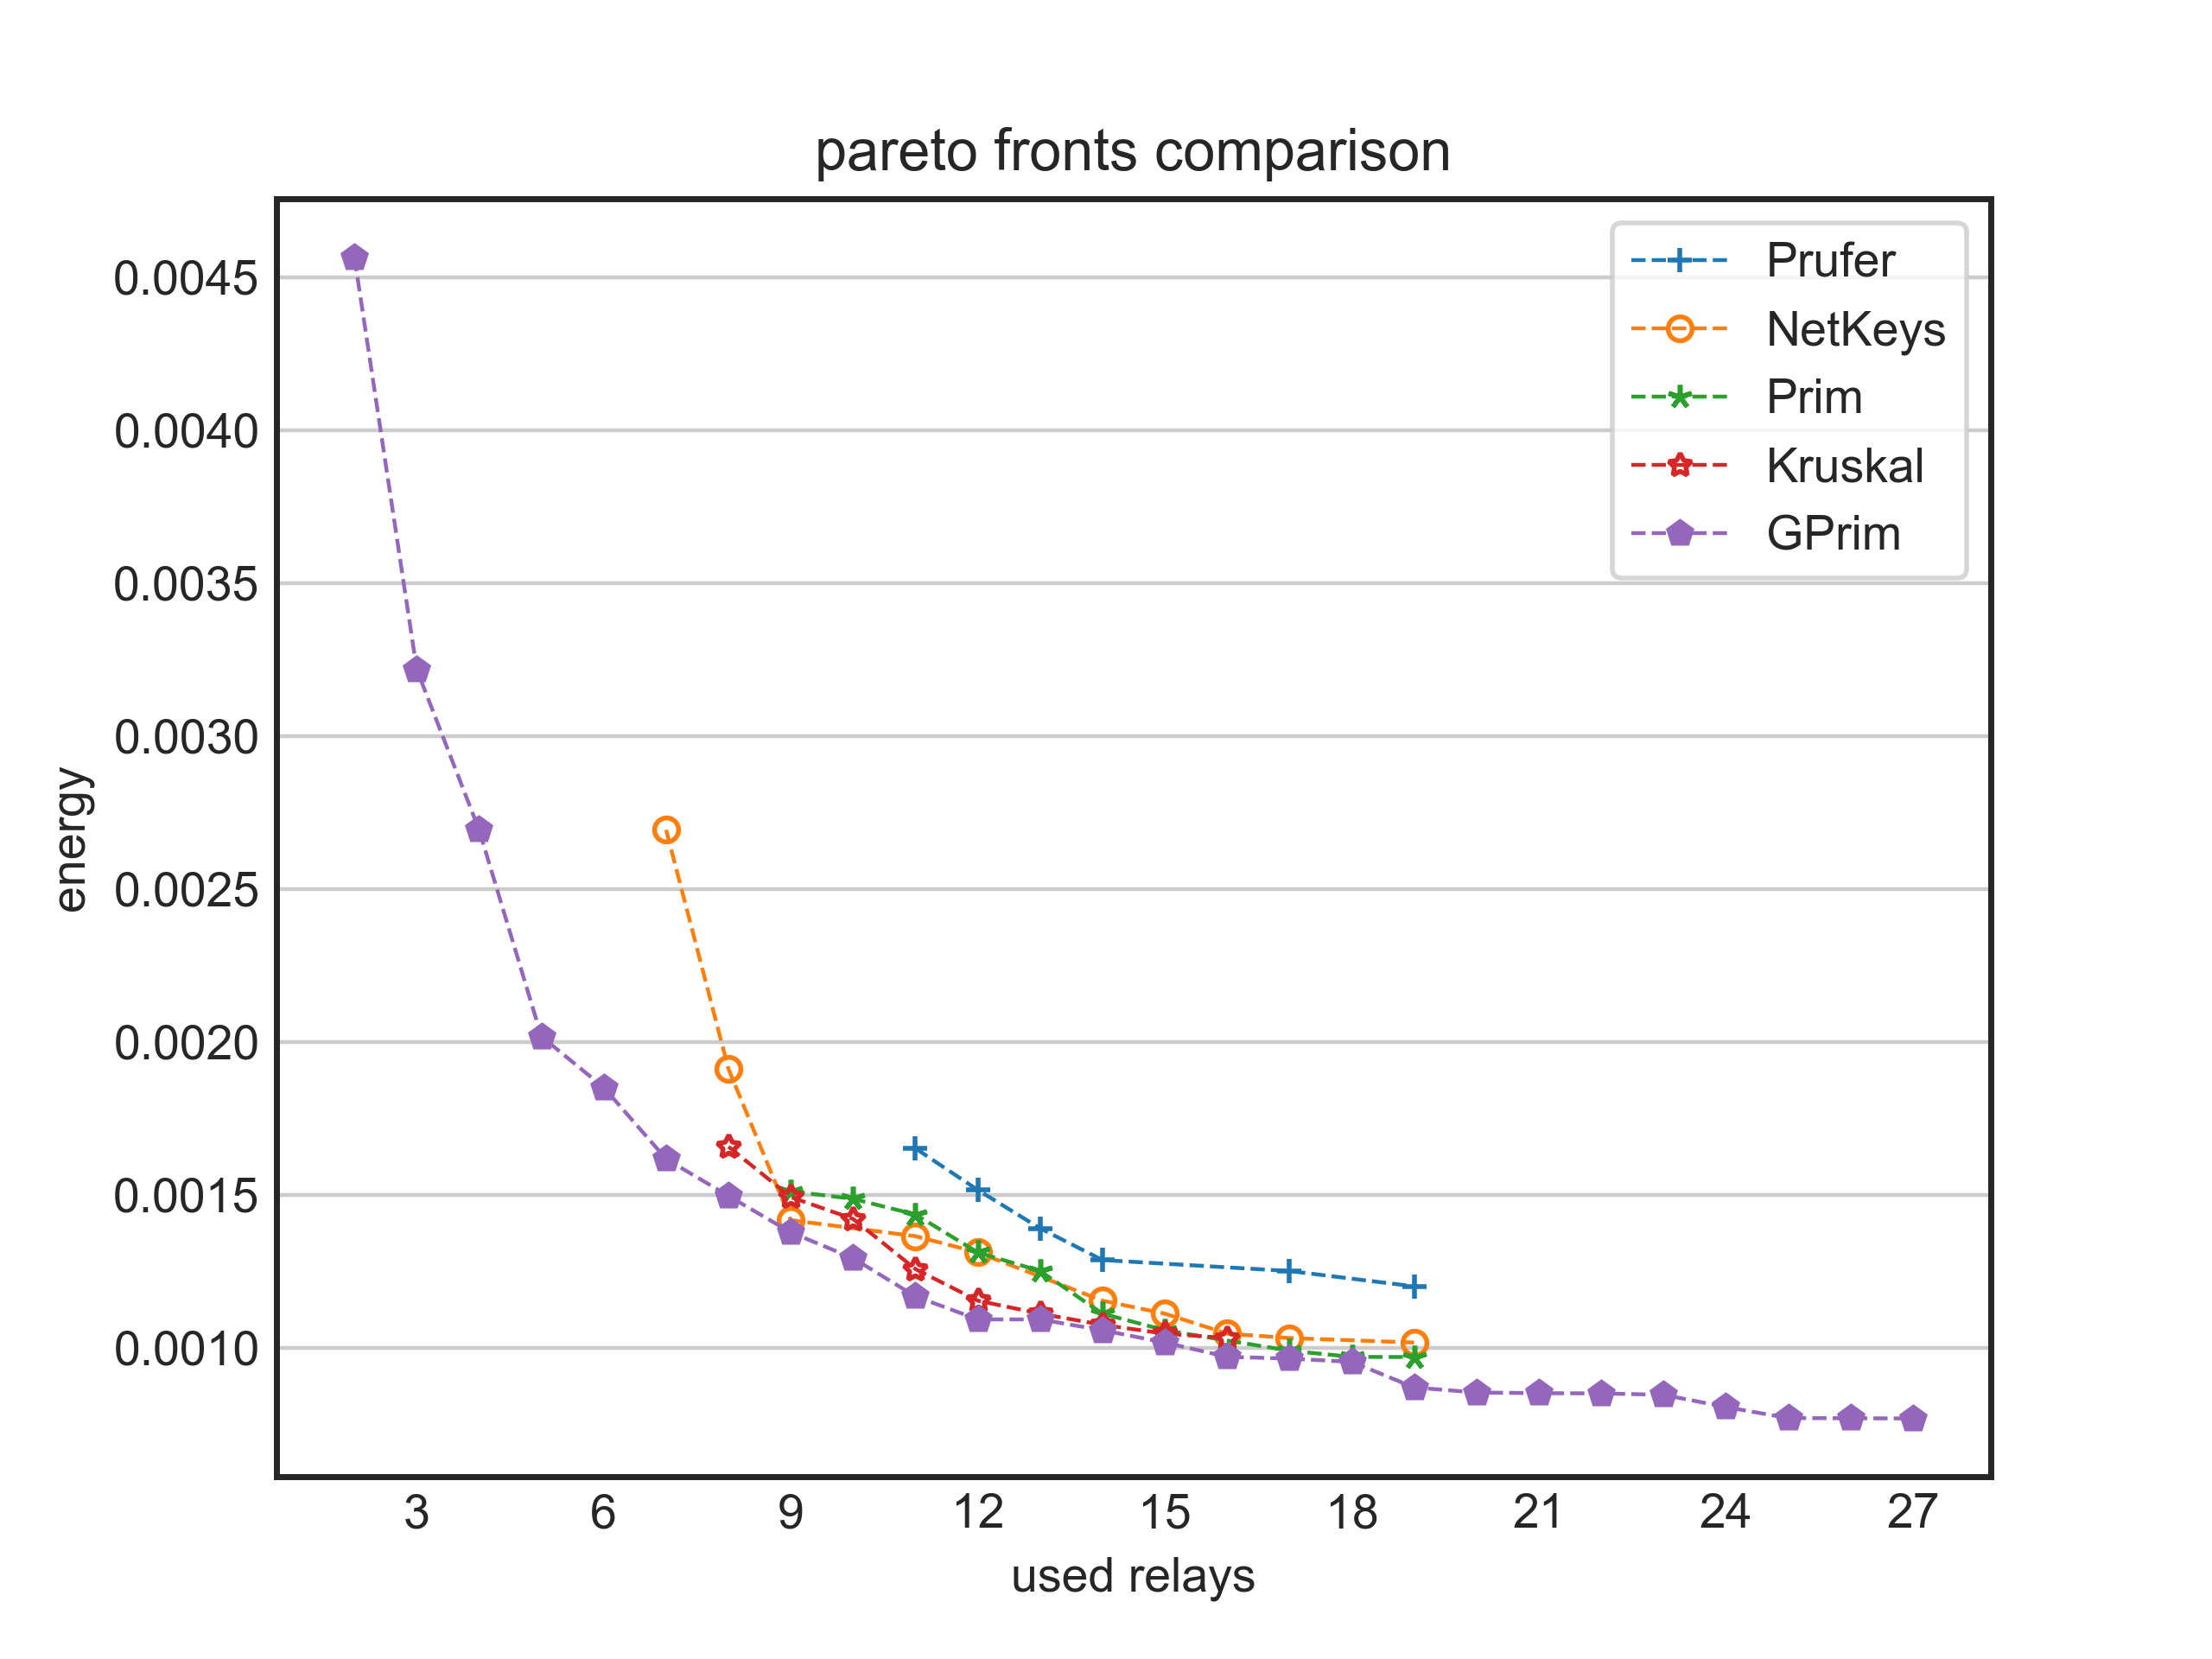 pareto fronts comparison
0.0045
0.0040
0.0035
0.0030
0.0025
0.0020
0.0015
0.0010
energy
Prufer
NetKeys
Prim
Kruskal
GPrim
3 6 9 12 15 18 21 24 27
used relays